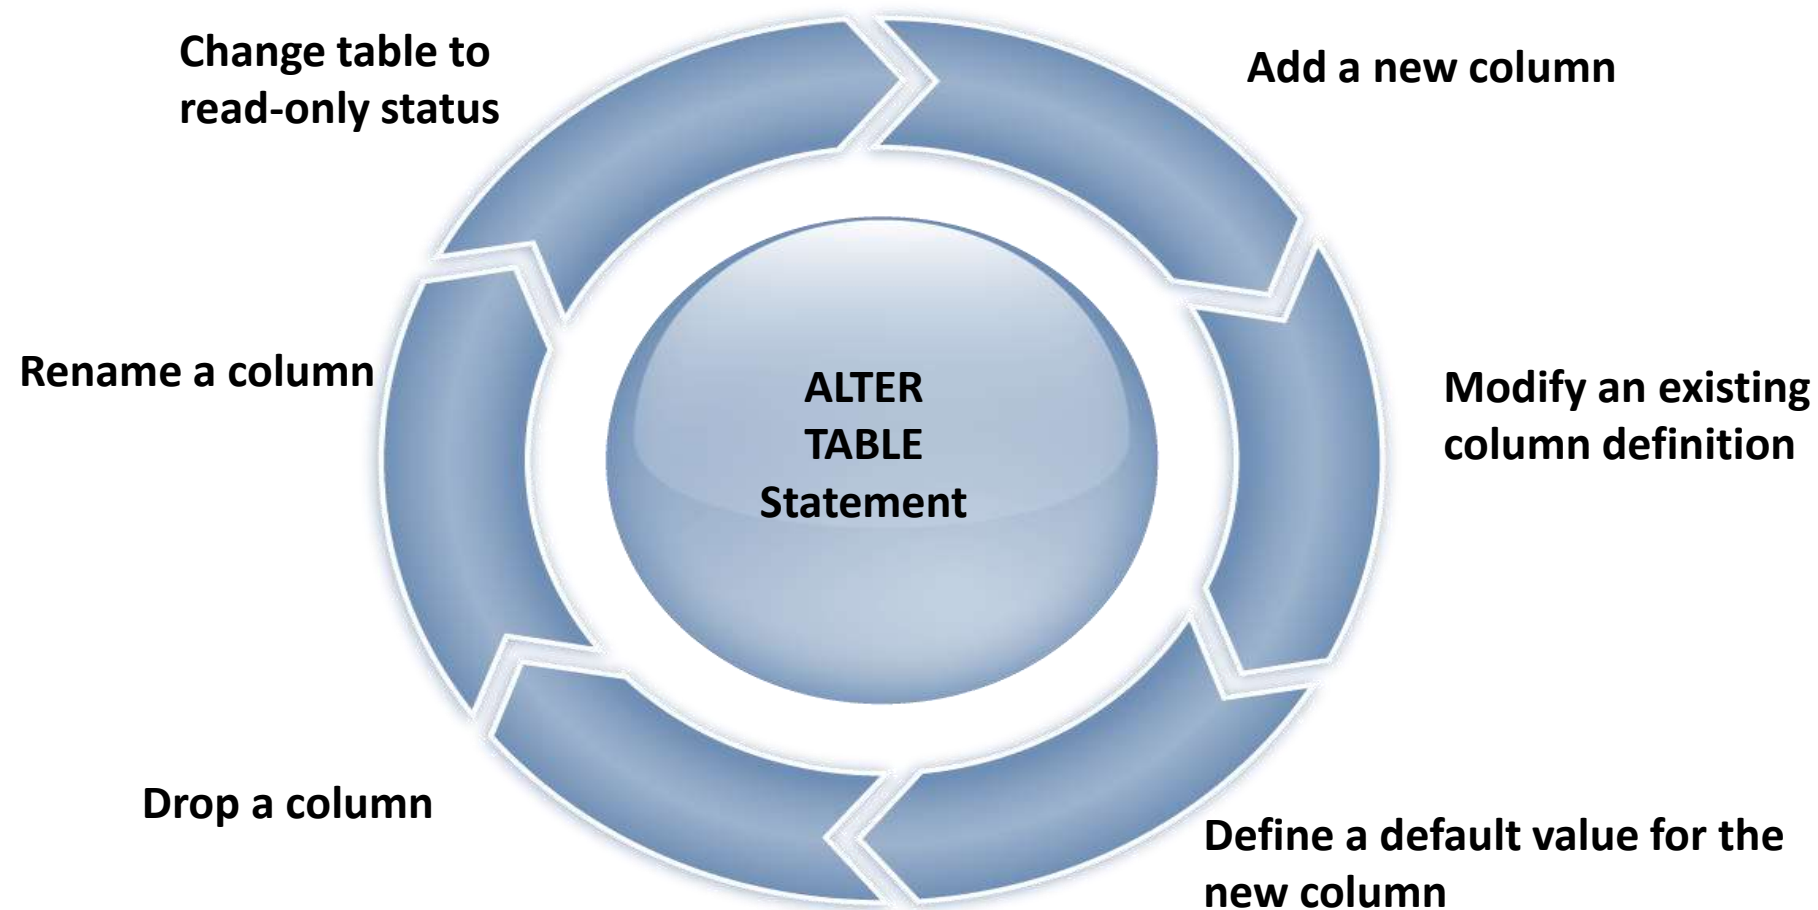 Change table to
read-only status
Add a new column
Rename a column
ALTER
TABLE
Statement
Modify an existing
column definition
Drop a column
Define a default value for the
new column